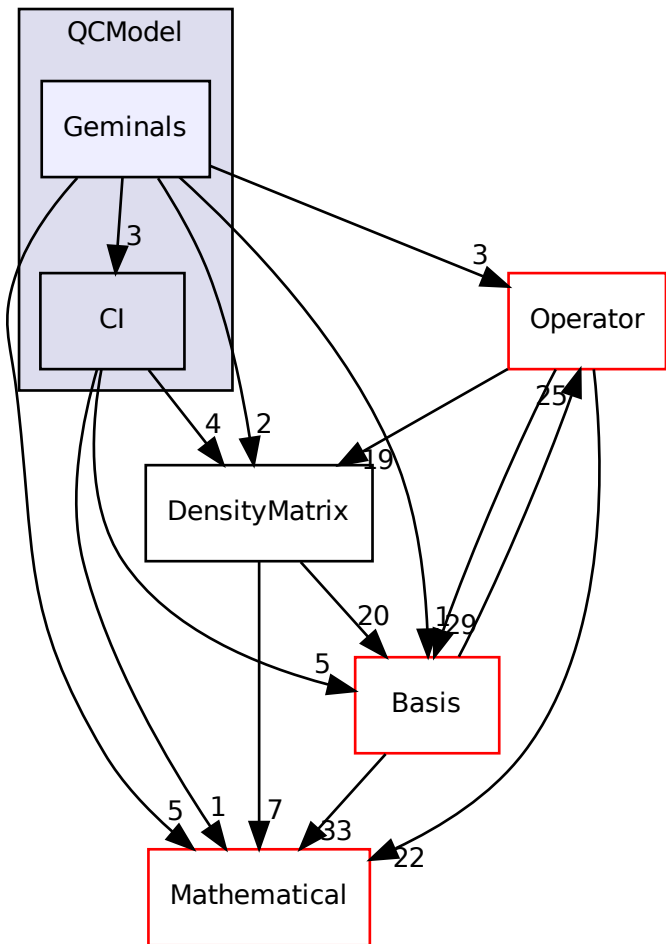 QCModel
Geminals
3
3
CI
Operator
25
4
2
19
DensityMatrix
20
1
29
5
Basis
5
1
7
33
22
Mathematical